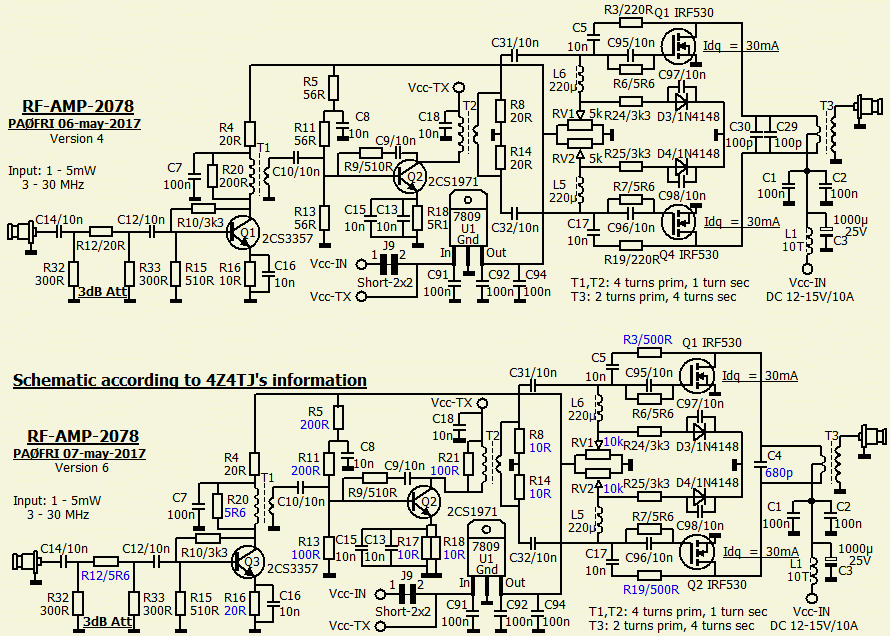 R3/220R
Q1 IRF530
C31/10n
C5
10n
C95/10n
Idq = 30mA
R5
56R
Vcc-TX
L6
220µ
R6/5R6
C97/10n
RF-AMP-2078
PAØFRI 06-may-2017
Version 4
R4
20R
R11
56R
C8
10n
C18
10n
T2
R8
20R
RV1
5k
R24/3k3
D3/1N4148
T3
C9/10n
T1
C30
100p
C29
100p
Input: 1 - 5mW
3 - 30 MHz
C7
100n
R20
200R
C10/10n
R9/510R
Q2
2CS1971
R14
20R
RV2
5k
R25/3k3
D4/1N4148
L5
220µ
R7/5R6
C98/10n
C1
100n
C2
100n
C14/10n
C12/10n
R10/3k3
R13
56R
C15
10n
C13
10n
R18
5R1
7809
U1
Gnd
In
Out
C32/10n
C17
10n
C96/10n
Idq = 30mA
R12/20R
Q1
2CS3357
R19/220R
Q4 IRF530
L1
10T
1000µ
25V
C3
R32
300R
3dB Att
R33
300R
R15
510R
R16
10R
C16
10n
Vcc-IN
J9
1
2
Short-2x2
Vcc-TX
C91
100n
C92
100n
C94
100n
T1,T2: 4 turns prim, 1 turn sec
T3: 2 turns prim, 4 turns sec
Vcc-IN
DC 12-15V/10A
Schematic according to 4Z4TJ's information
R3/500R
Q1 IRF530
C31/10n
C5
10n
C95/10n
Idq = 30mA
R5
200R
Vcc-TX
L6
220µ
R6/5R6
C97/10n
RF-AMP-2078
PAØFRI 07-may-2017
Version 6
R4
20R
R11
200R
C8
10n
C18
10n
T2
R8
10R
RV1
10k
R24/3k3
D3/1N4148
T3
C9/10n
R21
100R
T1
C4
680p
Input: 1 - 5mW
3 - 30 MHz
C7
100n
R20
5R6
C10/10n
R9/510R
Q2
2CS1971
R14
10R
RV2
10k
R25/3k3
D4/1N4148
L5
220µ
R7/5R6
C98/10n
C1
100n
C2
100n
C14/10n
C12/10n
R10/3k3
R13
100R
C15
10n
C13
10n
R17
10R
R18
10R
7809
U1
Gnd
In
Out
C32/10n
C17
10n
C96/10n
Idq = 30mA
R12/5R6
Q3
2CS3357
R19/500R
Q2 IRF530
L1
10T
1000µ
25V
C3
R32
300R
3dB Att
R33
300R
R15
510R
R16
20R
C16
10n
Vcc-IN
J9
1
2
Short-2x2
Vcc-TX
C91
100n
C92
100n
C94
100n
T1,T2: 4 turns prim, 1 turn sec
T3: 2 turns prim, 4 turns sec
Vcc-IN
DC 12-15V/10A